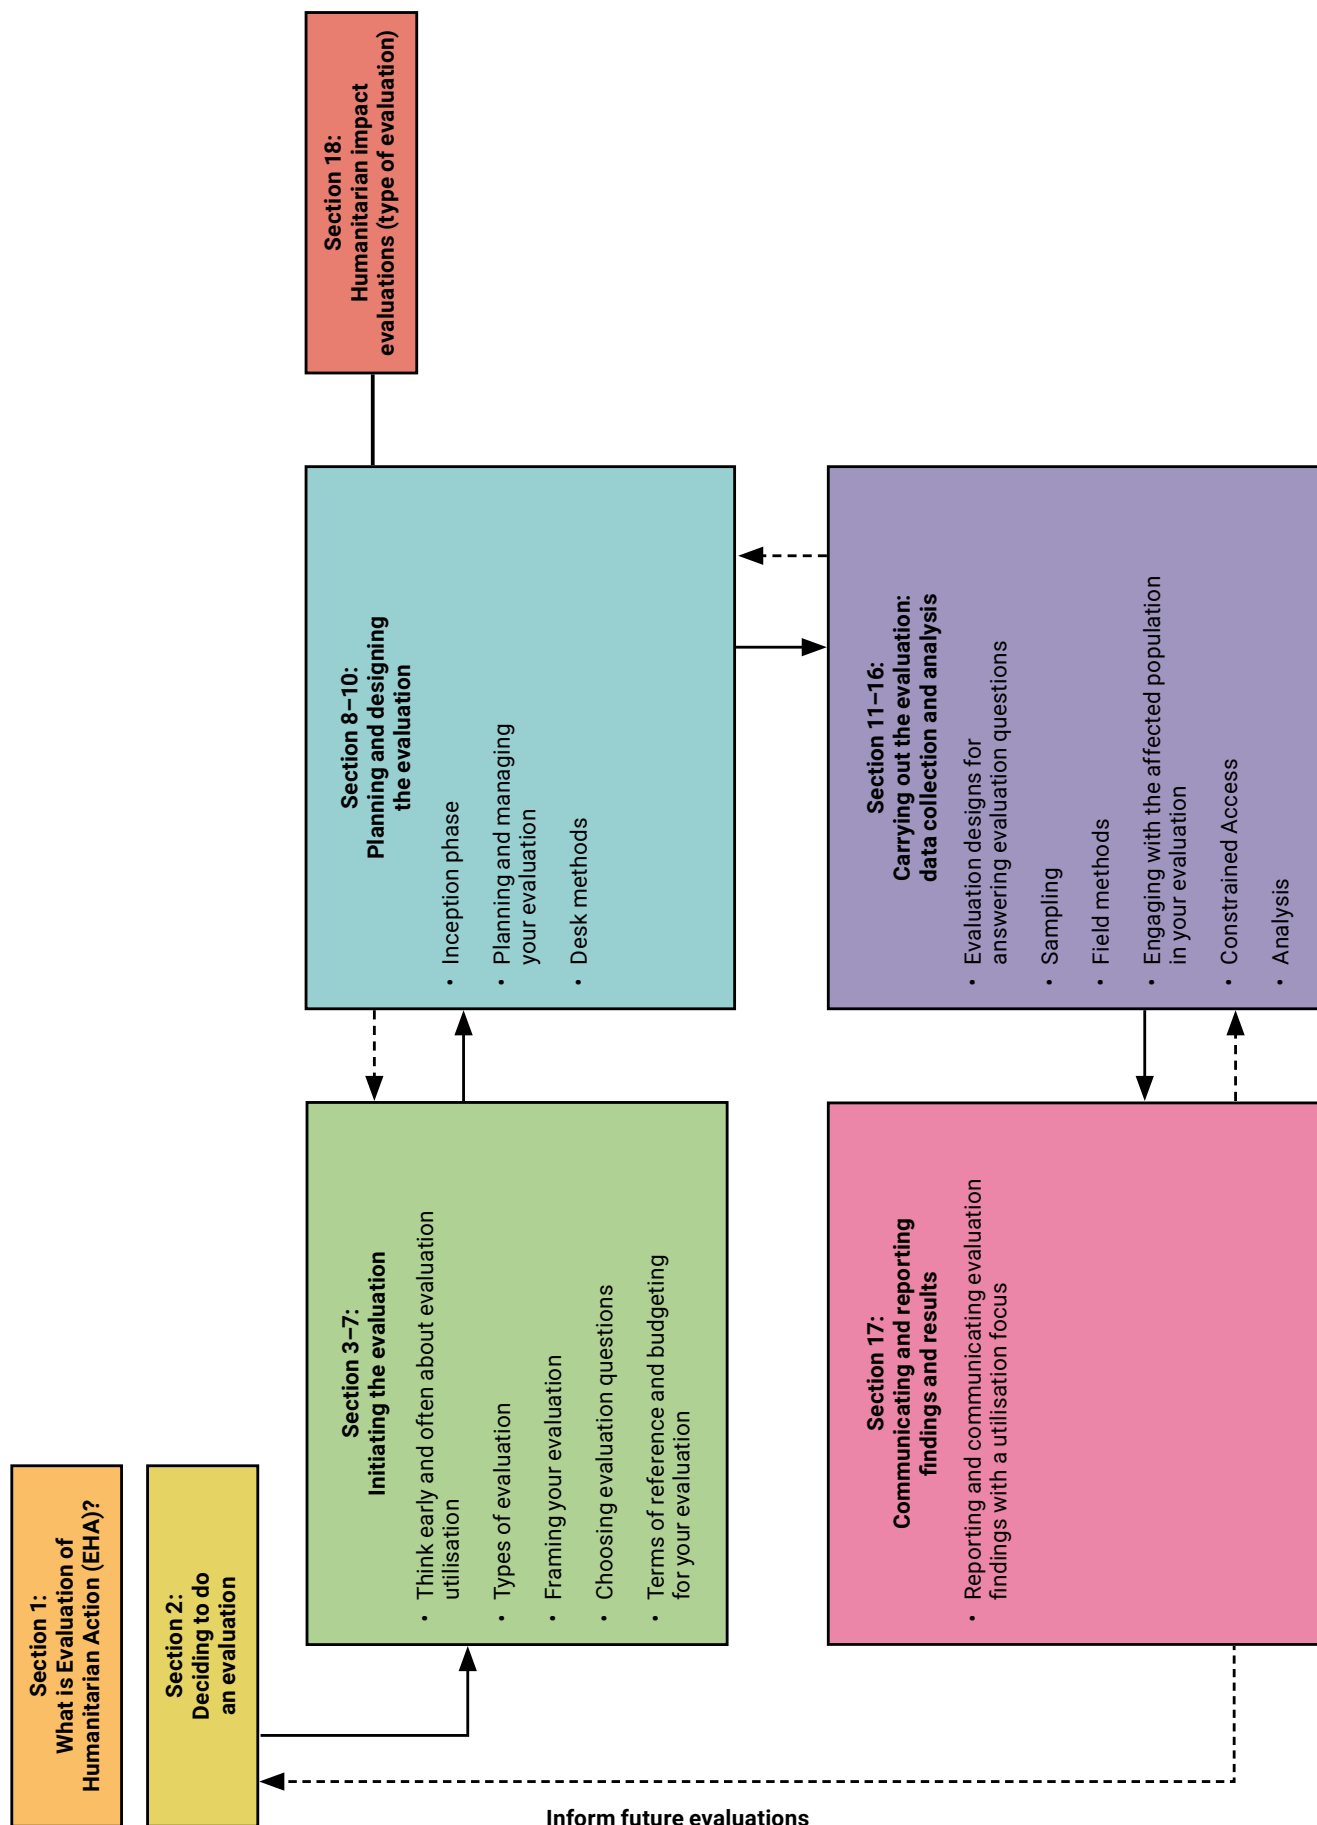 Section 1:
What is Evaluation of
Humanitarian Action (EHA)?
Section 2:
Deciding to do
an evaluation
Section 3–7:
Initiating the evaluation
• Think early and often about evaluation
utilisation
• Types of evaluation
• Framing your evaluation
• Choosing evaluation questions
• Terms of reference and budgeting
for your evaluation
Section 8–10:
Planning and designing
the evaluation
• Inception phase
• Planning and managing
your evaluation
• Desk methods
Section 18:
Humanitarian impact
evaluations (type of evaluation)
Section 11–16:
Carrying out the evaluation:
data collection and analysis
• Evaluation designs for
answering evaluation questions
• Sampling
• Field methods
• Engaging with the affected population
in your evaluation
• Constrained Access
• Analysis
Section 17:
Communicating and reporting
findings and results
• Reporting and communicating evaluation
findings with a utilisation focus
Inform future evaluations